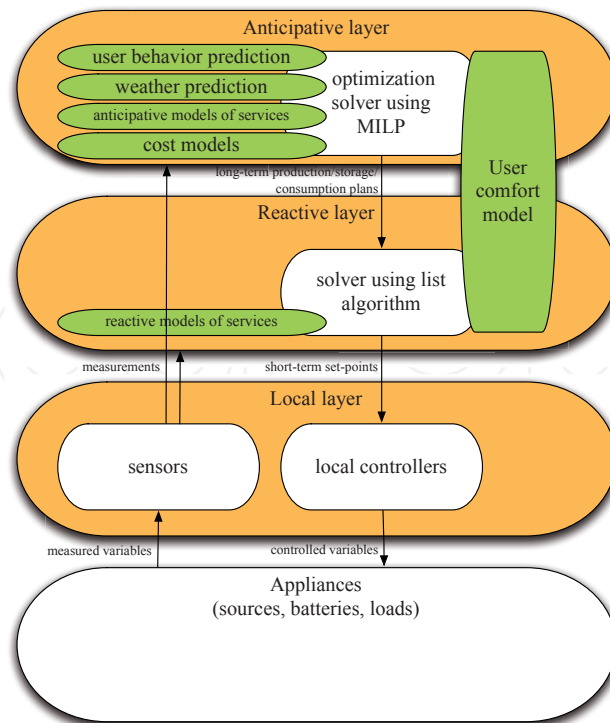 Anticipative layer
user behavior prediction
weather prediction
anticipative models of services
cost models
optimization
solver using
MILP
User
comfort
model
long-term production/storage/
consumption plans
Reactive layer
solver using list
algorithm
reactive models of services
measurements
short-term set-points
Local layer
sensors
local controllers
measured variables
controlled variables
Appliances
(sources, batteries, loads)